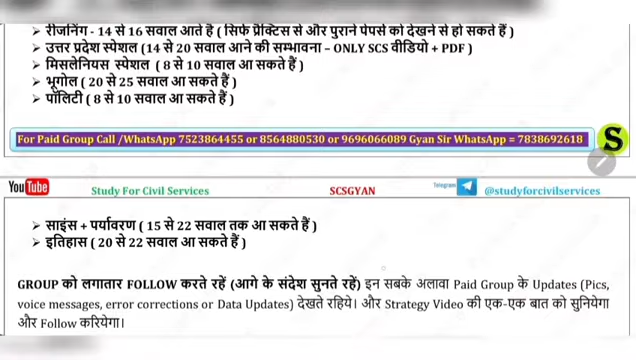 ➢ रीजनिंग - 14 से 16 सवाल आते है ( सिर्फ प्रैक्टिस से और पुराने पेपर्स को देखने से हो सकते हैं )
➢ उत्तर प्रदेश स्पेशल (14 से 20 सवाल आने की सम्भावना – ONLY SCS वीडियो + PDF )
➢ मिसलेनियस स्पेशल ( 8 से 10 सवाल आ सकते हैं )
➢ भूगोल ( 20 से 25 सवाल आ सकते हैं )
➢ पॉलिटी ( 8 से 10 सवाल आ सकते हैं )
For Paid Group Call /WhatsApp 7523864455 or 8564880530 or 9696066089 Gyan Sir WhatsApp = 7838692618
S
YouTube Study For Civil Services SCSGYAN Telegram @studyforcivilservices
➢ साइंस + पर्यावरण ( 15 से 22 सवाल तक आ सकते हैं )
➢ इतिहास ( 20 से 22 सवाल आ सकते हैं )
GROUP को लगातार FOLLOW करते रहें (आगे के संदेश सुनते रहें) इन सबके अलावा Paid Group के Updates (Pics,
voice messages, error corrections or Data Updates) देखते रहिये। और Strategy Video की एक-एक बात को सुनियेगा
और Follow करियेगा।